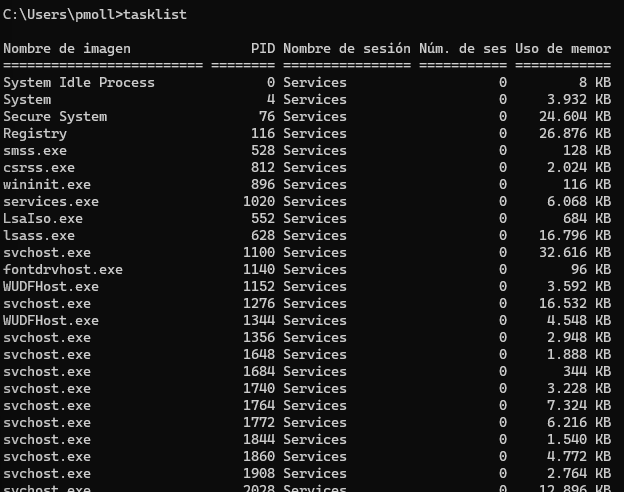 C:\Users\pmoll>tasklist
Nombre de imagen                     PID Nombre de sesión Núm. de ses Uso de memor
========================= ======== ================ =========== ============
System Idle Process                0 Services                   0         8 KB
System                             4 Services                   0     3.932 KB
Secure System                     76 Services                   0    24.604 KB
Registry                         116 Services                   0    26.876 KB
smss.exe                         528 Services                   0       128 KB
csrss.exe                        812 Services                   0     2.024 KB
wininit.exe                      896 Services                   0       116 KB
services.exe                    1020 Services                   0     6.068 KB
LsaIso.exe                       552 Services                   0       684 KB
lsass.exe                        628 Services                   0    16.796 KB
svchost.exe                     1100 Services                   0    32.616 KB
fontdrvhost.exe                 1140 Services                   0        96 KB
WUDFHost.exe                    1152 Services                   0     3.592 KB
svchost.exe                     1276 Services                   0    16.532 KB
WUDFHost.exe                    1344 Services                   0     4.548 KB
svchost.exe                     1356 Services                   0     2.948 KB
svchost.exe                     1648 Services                   0     1.888 KB
svchost.exe                     1684 Services                   0       344 KB
svchost.exe                     1740 Services                   0     3.228 KB
svchost.exe                     1764 Services                   0     7.324 KB
svchost.exe                     1772 Services                   0     6.216 KB
svchost.exe                     1844 Services                   0     1.540 KB
svchost.exe                     1860 Services                   0     4.772 KB
svchost.exe                     1908 Services                   0     2.764 KB
svchost.exe                     2028 Services                   0    12.896 KB